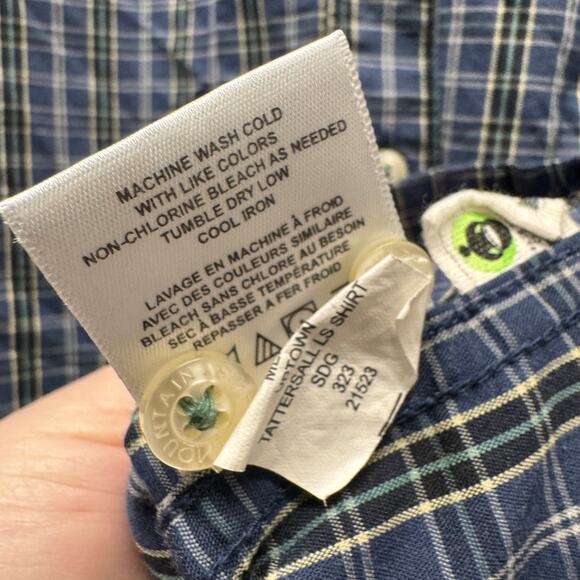 MACHINE WASH COLD
WITH LIKE COLORS
NON-CHLORINE BLEACH AS NEEDED
TUMBLE DRY LOW
COOL IRON
LAVAGE EN MACHINE À FROID
AVEC DES COULEURS SIMILAIRE
BLEACH SANS CHLORE AU BESOIN
SEC À BASSE TEMPÉRATURE
REPASSER A FER FROID
TATTERSALL LS SHIRT
SDG
323
21523
MOUNTAIN